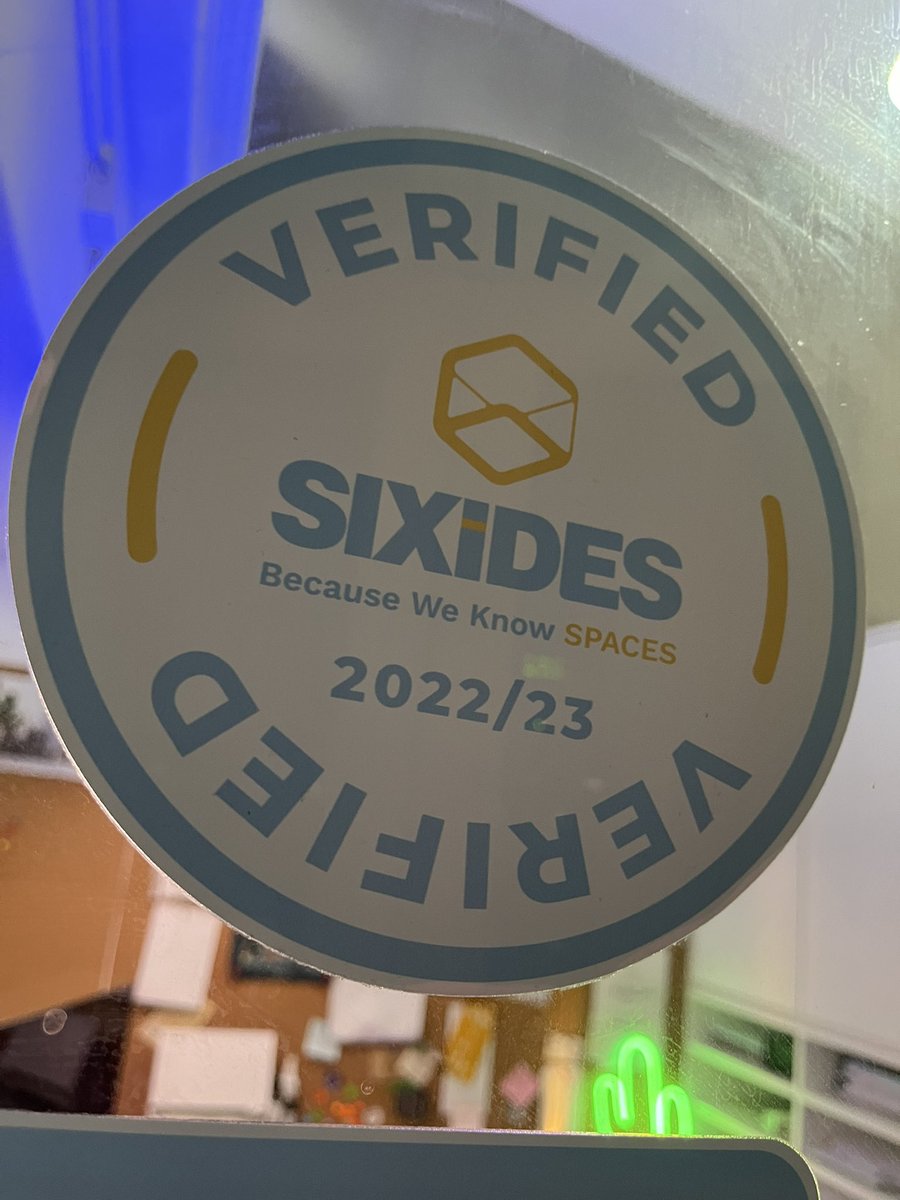 VERIFIED
SIXiDES
Because We Know SPACES
2022/23
VERIFIED